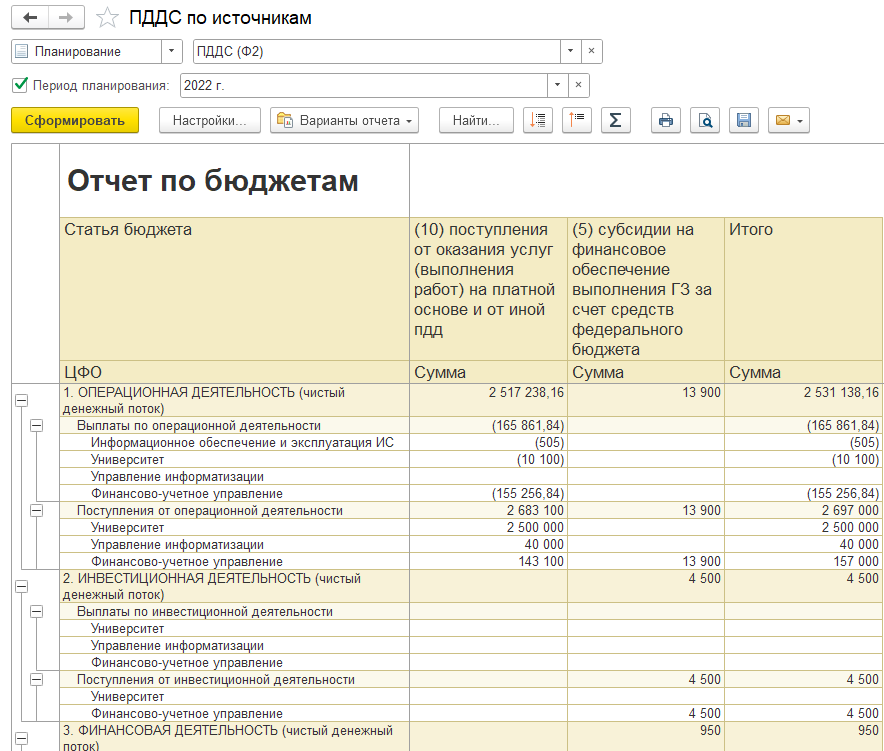 ПДДС по источникам
Планирование ПДДС (Ф2)
Период планирования: 2022 г.
Сформировать Настройки... Варианты отчета Найти...
Отчет по бюджетам
Статья бюджета
(10) поступления
от оказания услуг
(выполнения
работ) на платной
основе и от иной
пдд
(5) субсидии на
финансовое
обеспечение
выполнения ГЗ за
счет средств
федерального
бюджета
Итого
ЦФО Сумма Сумма Сумма
1. ОПЕРАЦИОННАЯ ДЕЯТЕЛЬНОСТЬ (чистый 2 517 238,16 13 900 2 531 138,16
денежный поток)
Выплаты по операционной деятельности (165 861,84) (165 861,84)
Информационное обеспечение и эксплуатация ИС (505) (505)
Университет (10 100) (10 100)
Управление информатизации
Финансово-учетное управление (155 256,84) (155 256,84)
Поступления от операционной деятельности 2 683 100 13 900 2 697 000
Университет 2 500 000 2 500 000
Управление информатизации 40 000 40 000
Финансово-учетное управление 143 100 13 900 157 000
2. ИНВЕСТИЦИОННАЯ ДЕЯТЕЛЬНОСТЬ (чистый 4 500 4 500
денежный поток)
Выплаты по инвестиционной деятельности
Университет
Управление информатизации
Финансово-учетное управление
Поступления от инвестиционной деятельности 4 500 4 500
Университет
Финансово-учетное управление 4 500 4 500
3. ФИНАНСОВАЯ ДЕЯТЕЛЬНОСТЬ (чистый денежный 950 950
поток)